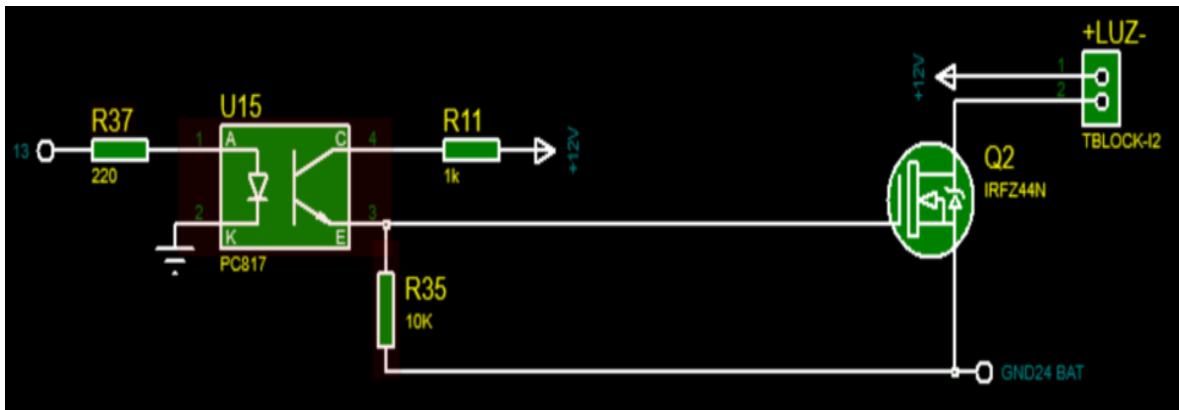 +LUZ-
+12V
1
2
TBLOCK-I2
U15
R37
R11
13
1
A
C
4
+12V
220
1k
Q2
IRFZ44N
2
K
E
3
PC817
R35
10K
GND24 BAT